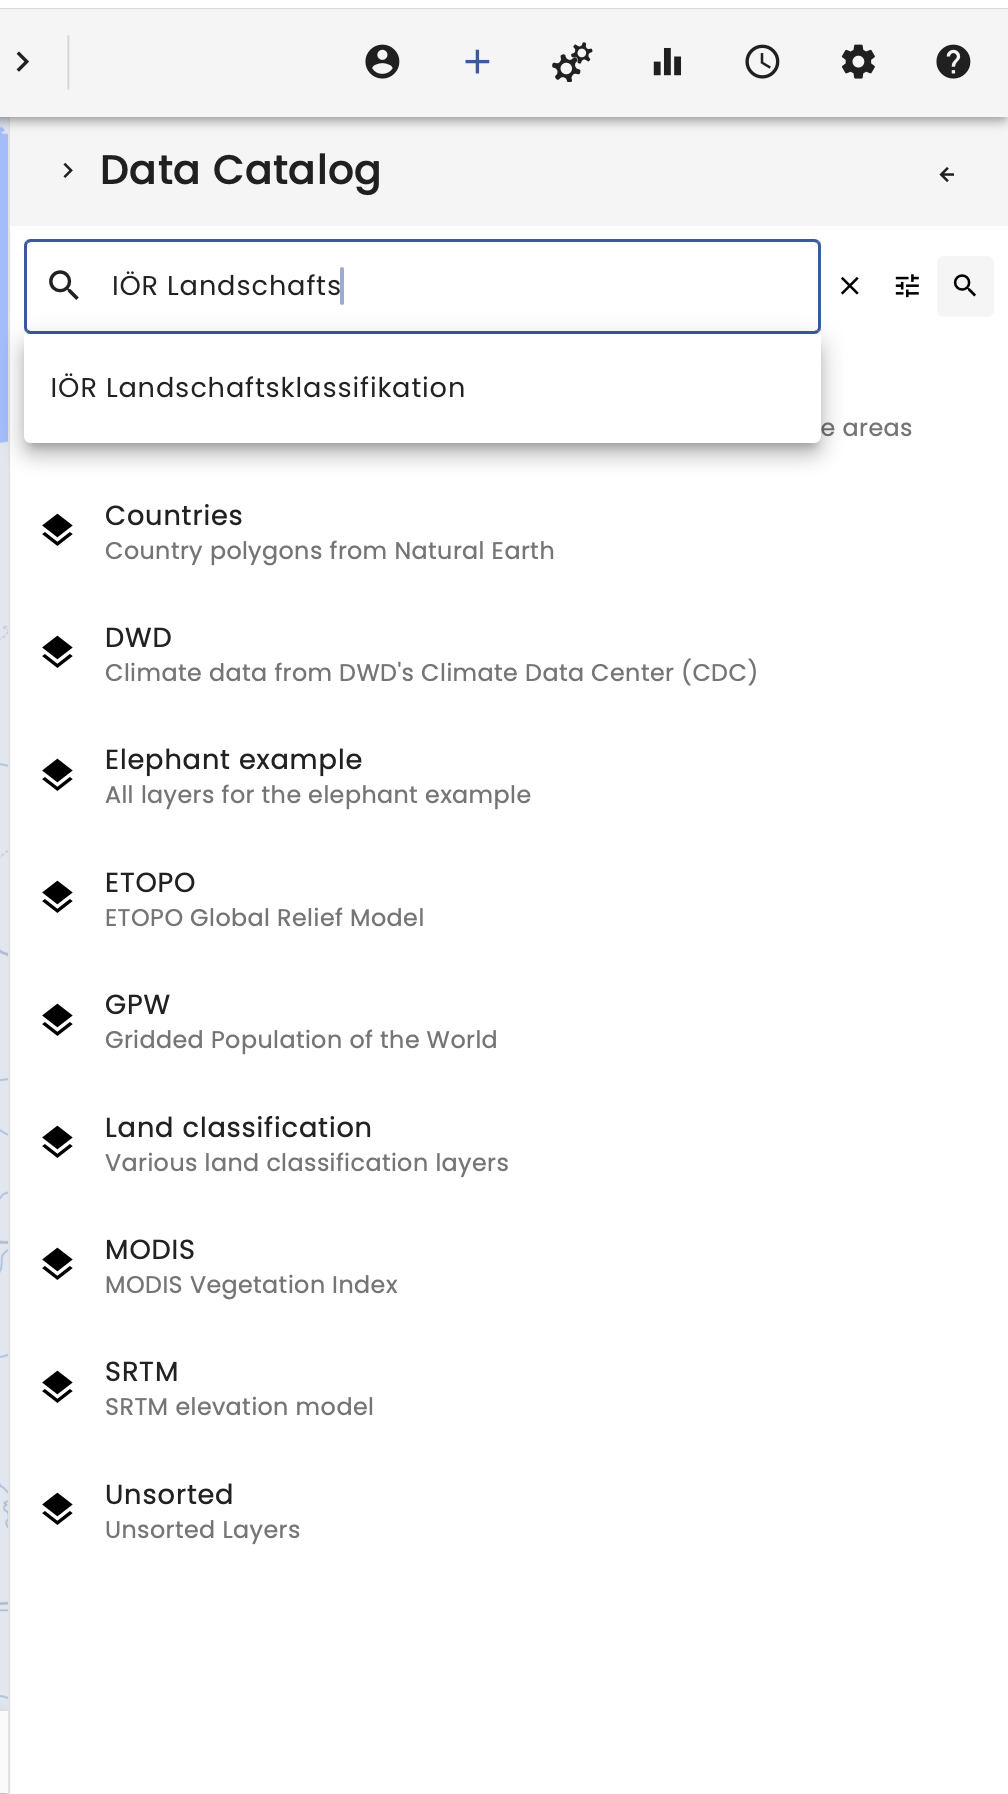 Data Catalog
IÖR Landschafts
IÖR Landschaftsklassifikation
e areas
Countries
Country polygons from Natural Earth
DWD
Climate data from DWD's Climate Data Center (CDC)
Elephant example
All layers for the elephant example
ETOPO
ETOPO Global Relief Model
GPW
Gridded Population of the World
Land classification
Various land classification layers
MODIS
MODIS Vegetation Index
SRTM
SRTM elevation model
Unsorted
Unsorted Layers